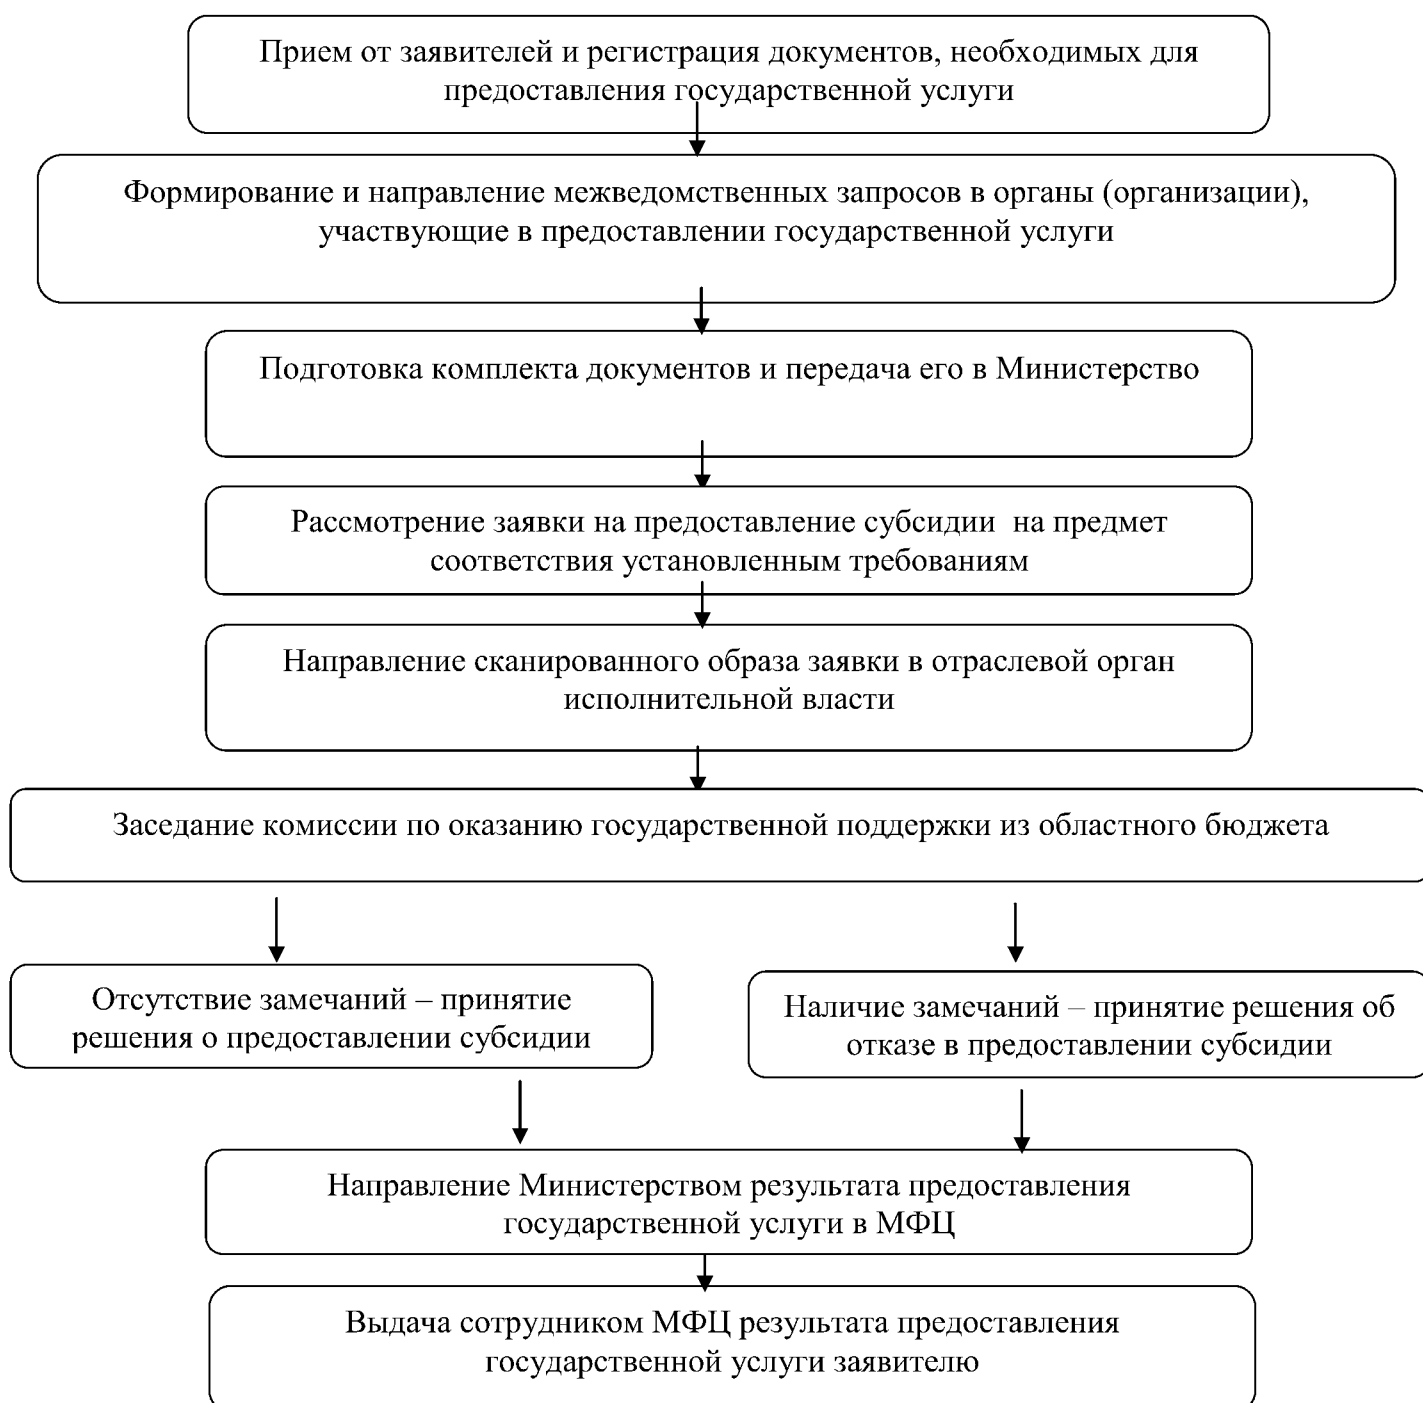 Прием от заявителей и регистрация документов, необходимых для
предоставления государственной услуги
Формирование и направление межведомственных запросов в органы (организации),
участвующие в предоставлении государственной услуги
Подготовка комплекта документов и передача его в Министерство
Рассмотрение заявки на предоставление субсидии  на предмет
соответствия установленным требованиям
Направление сканированного образа заявки в отраслевой орган
исполнительной власти
Заседание комиссии по оказанию государственной поддержки из областного бюджета
Отсутствие замечаний – принятие
решения о предоставлении субсидии
Наличие замечаний – принятие решения об
отказе в предоставлении субсидии
Направление Министерством результата предоставления
государственной услуги в МФЦ
Выдача сотрудником МФЦ результата предоставления
государственной услуги заявителю